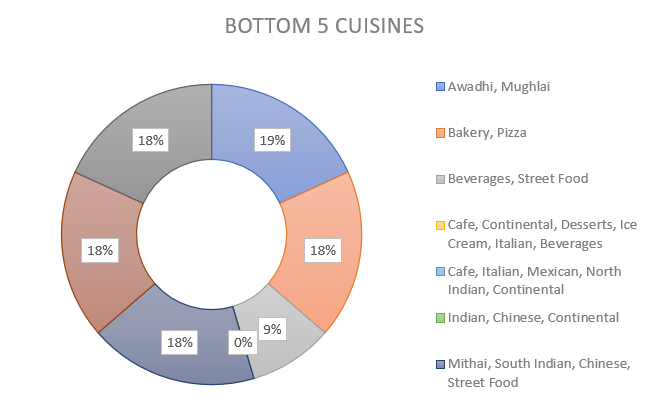 BOTTOM 5 CUISINES
18%
19%
18%
18%
18%
0%
9%
Awadhi, Mughlai
Bakery, Pizza
Beverages, Street Food
Cafe, Continental, Desserts, Ice
Cream, Italian, Beverages
Cafe, Italian, Mexican, North
Indian, Continental
Indian, Chinese, Continental
Mithai, South Indian, Chinese,
Street Food